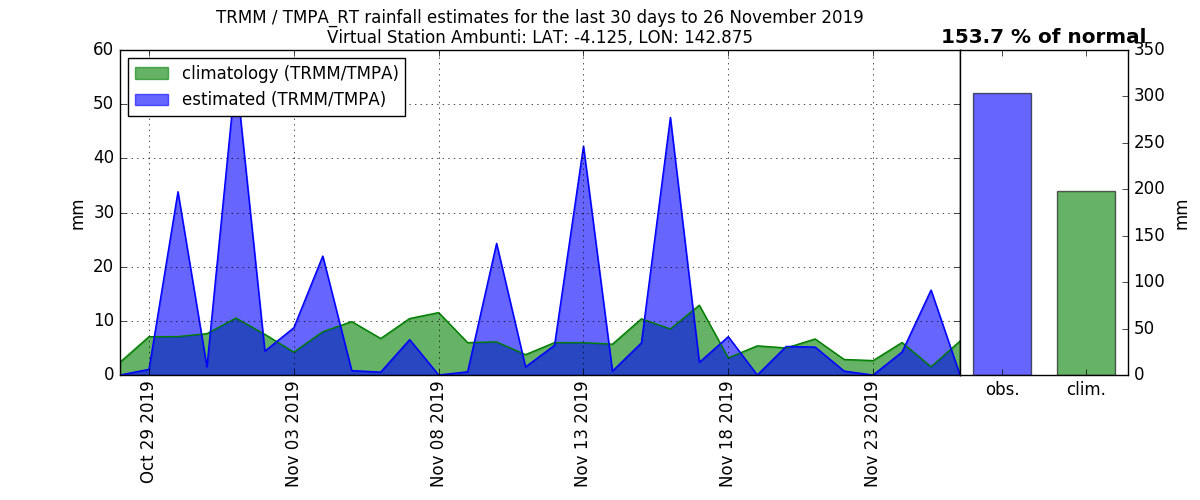 TRMM / TMPA_RT rainfall estimates for the last 30 days to 26 November 2019
Virtual Station Ambunti: LAT: -4.125, LON: 142.875
153.7 % of normal
climatology (TRMM/TMPA)
estimated (TRMM/TMPA)
60
50
40
30
20
10
0
mm
Oct 29 2019
Nov 03 2019
Nov 08 2019
Nov 13 2019
Nov 18 2019
Nov 23 2019
obs.
clim.
350
300
250
200
150
100
50
0
mm